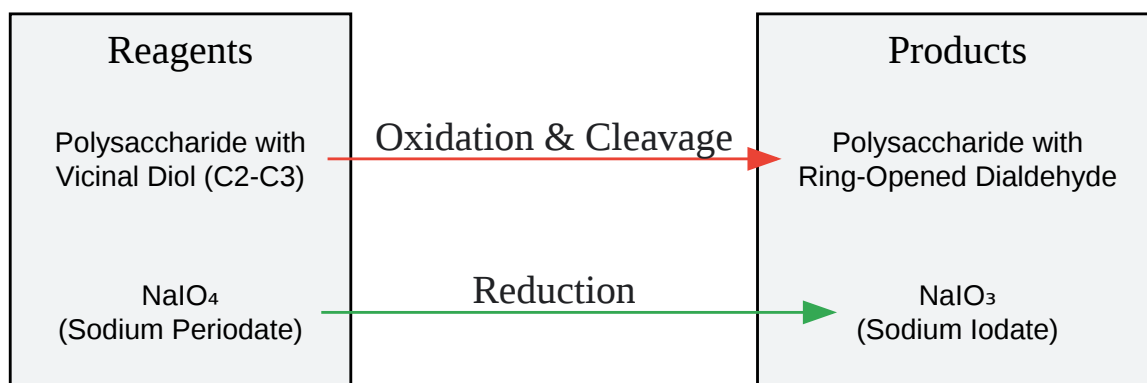 Reagents
Products
Polysaccharide with
Vicinal Diol (C2-C3)
Oxidation & Cleavage
Polysaccharide with
Ring-Opened Dialdehyde
NaIO₄
(Sodium Periodate)
Reduction
NaIO₃
(Sodium Iodate)